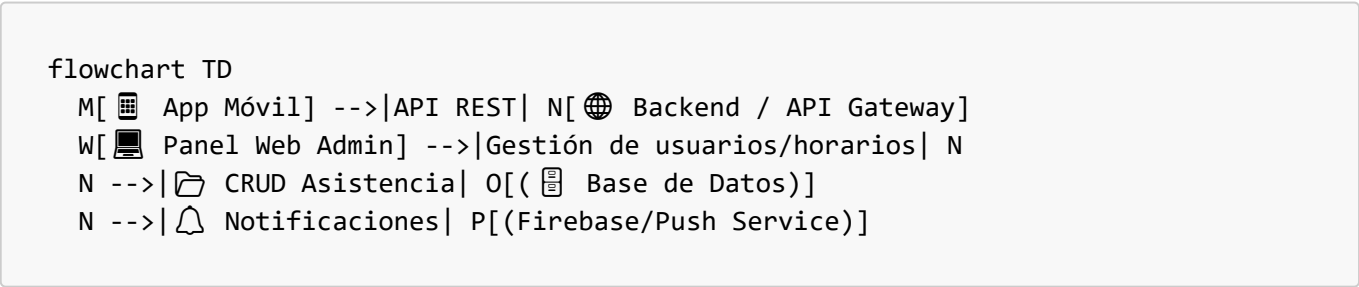 flowchart TD
M[📱 App Móvil] -->|API REST| N[🌐 Backend / API Gateway]
W[💻 Panel Web Admin] -->|Gestión de usuarios/horarios| N
N -->|📂 CRUD Asistencia| O[(🗄 Base de Datos)]
N -->|🔔 Notificaciones| P[(Firebase/Push Service)]